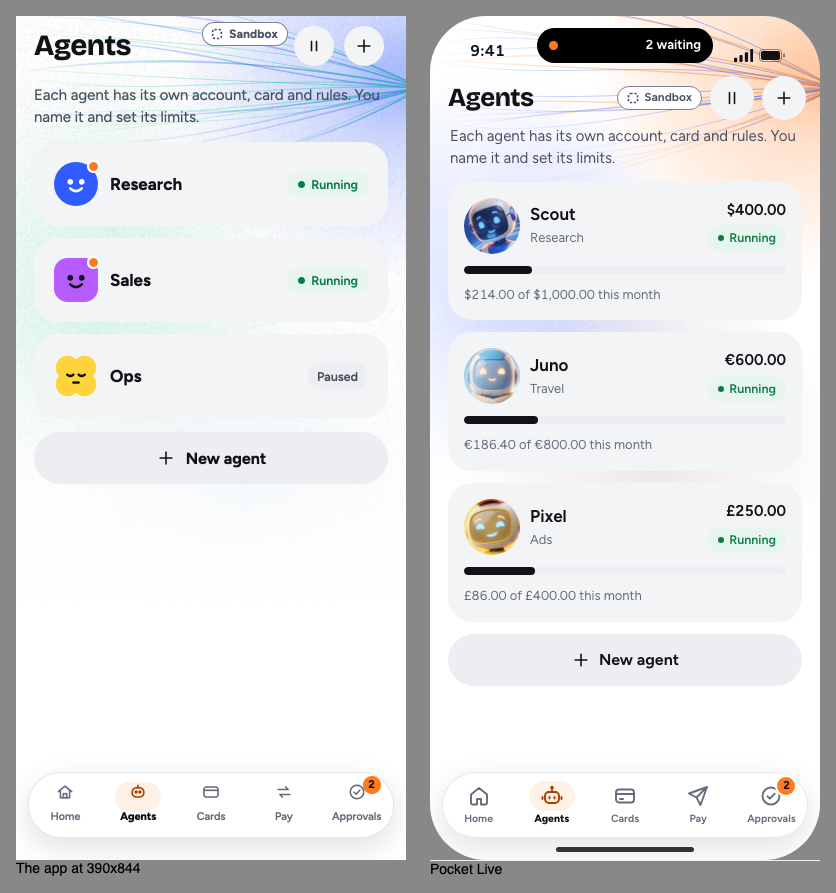 Agents
Sandbox
Each agent has its own account, card and rules. You
name it and set its limits.
Research
Running
Sales
Running
Ops
Paused
New agent
Home
Agents
Cards
Pay
Approvals
2
The app at 390x844
9:41
2 waiting
Agents
Sandbox
Each agent has its own account, card and rules. You
name it and set its limits.
Scout
$400.00
Research
Running
$214.00 of $1,000.00 this month
Juno
€600.00
Travel
Running
€186.40 of €800.00 this month
Pixel
£250.00
Ads
Running
£86.00 of £400.00 this month
New agent
Home
Agents
Cards
Pay
Approvals
2
Pocket Live